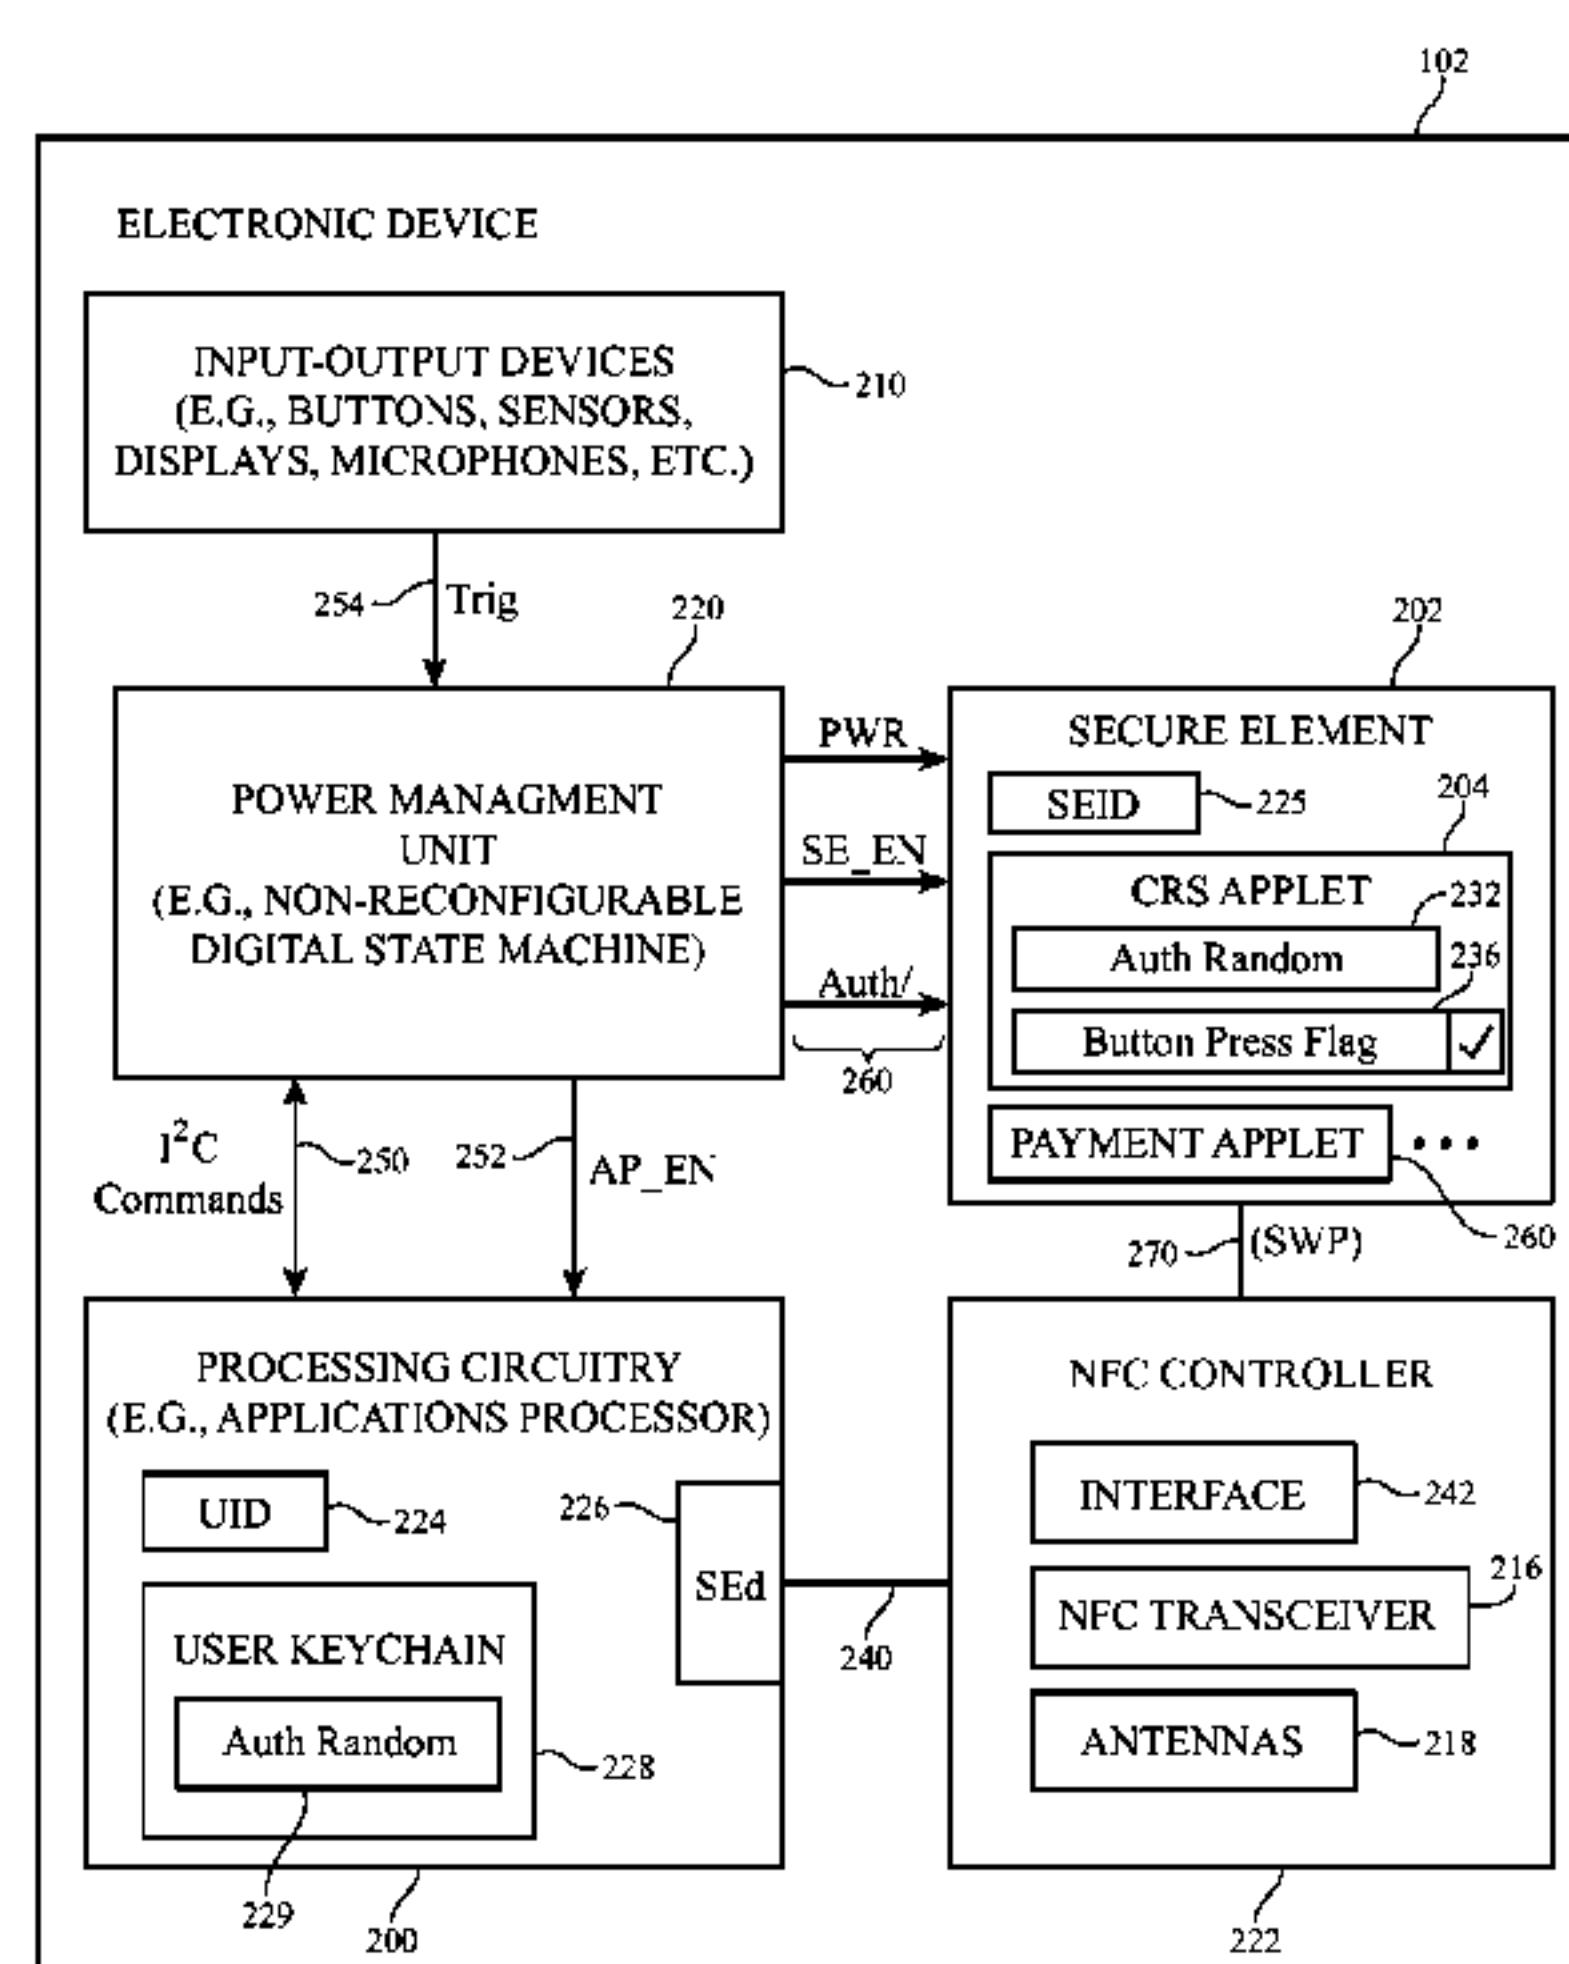 102
ELECTRONIC DEVICE
INPUT-OUTPUT DEVICES
(E.G., BUTTONS, SENSORS,
DISPLAYS, MICROPHONES, ETC.)
210
254
Trig
220
202
POWER MANAGMENT
UNIT
(E.G., NON-RECONFIGURABLE
DIGITAL STATE MACHINE)
PWR
SE_EN
Auth/
260
SECURE ELEMENT
SEID
225
204
CRS APPLET
232
Auth Random
236
Button Press Flag
✓
PAYMENT APPLET
• • •
260
I²C
Commands
250
252
AP_EN
270
(SWP)
PROCESSING CIRCUITRY
(E.G., APPLICATIONS PROCESSOR)
UID
224
226
SEd
USER KEYCHAIN
Auth Random
228
229
200
240
NFC CONTROLLER
INTERFACE
242
NFC TRANSCEIVER
216
ANTENNAS
218
222